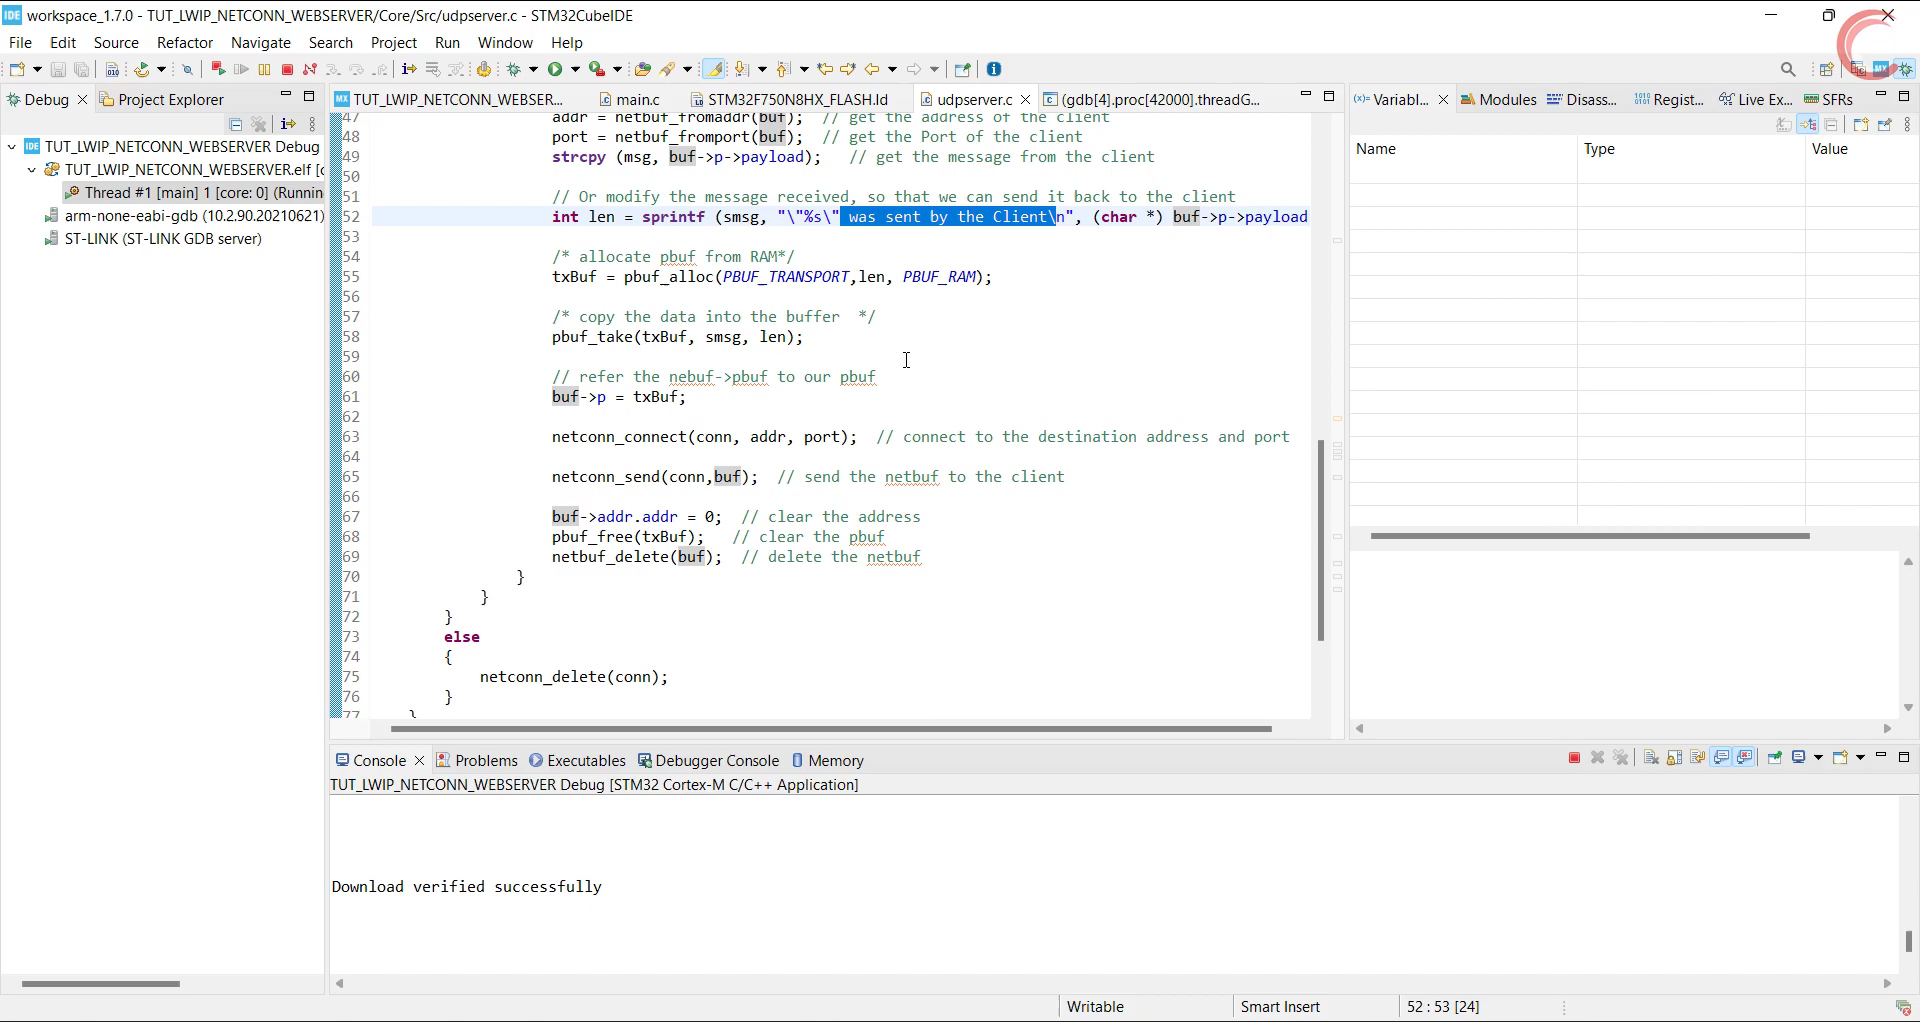 workspace_1.7.0 - TUT_LWIP_NETCONN_WEBSERVER/Core/Src/udpserver.c - STM32CubeIDE
File Edit Source Refactor Navigate Search Project Run Window Help
Debug Project Explorer
TUT_LWIP_NETCONN_WEBSER... main.c STM32F750N8HX_FLASH.ld udpserver.c (gdb[4].proc[42000].threadG...
(x)= Variabl... Modules Disass... Regist... Live Ex... SFRs
TUT_LWIP_NETCONN_WEBSERVER Debug
TUT_LWIP_NETCONN_WEBSERVER.elf [c
Thread #1 [main] 1 [core: 0] (Runnin
arm-none-eabi-gdb (10.2.90.20210621)
ST-LINK (ST-LINK GDB server)
47 addr = netbuf_fromaddr(buf); // get the address of the client
48 port = netbuf_fromport(buf); // get the Port of the client
49 strcpy (msg, buf->p->payload); // get the message from the client
50
51 // Or modify the message received, so that we can send it back to the client
52 int len = sprintf (smsg, "\"%s\" was sent by the Client\n", (char *) buf->p->payload
53
54 /* allocate pbuf from RAM*/
55 txBuf = pbuf_alloc(PBUF_TRANSPORT,len, PBUF_RAM);
56
57 /* copy the data into the buffer */
58 pbuf_take(txBuf, smsg, len);
59
60 // refer the nebuf->pbuf to our pbuf
61 buf->p = txBuf;
62
63 netconn_connect(conn, addr, port); // connect to the destination address and port
64
65 netconn_send(conn,buf); // send the netbuf to the client
66
67 buf->addr.addr = 0; // clear the address
68 pbuf_free(txBuf); // clear the pbuf
69 netbuf_delete(buf); // delete the netbuf
70 }
71 }
72 }
73 else
74 {
75 netconn_delete(conn);
76 }
77 }
Name Type Value
Console Problems Executables Debugger Console Memory
TUT_LWIP_NETCONN_WEBSERVER Debug [STM32 Cortex-M C/C++ Application]
Download verified successfully
Writable Smart Insert 52 : 53 [24]